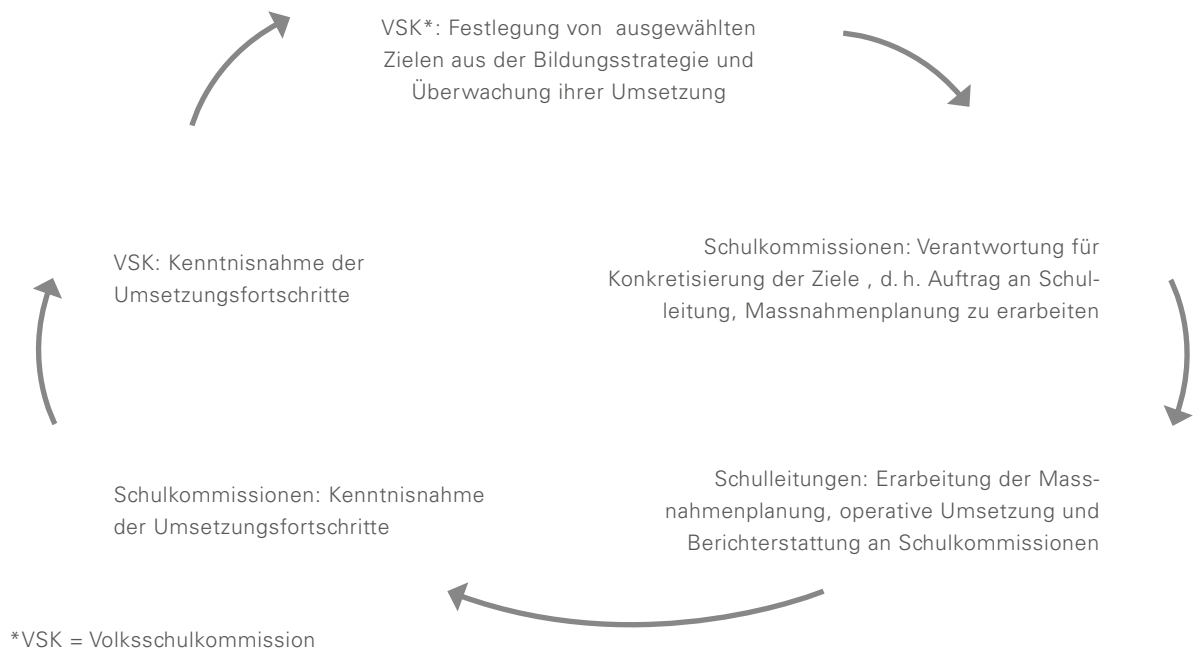 VSK*: Festlegung von ausgewählten
Zielen aus der Bildungsstrategie und
Überwachung ihrer Umsetzung
Schulkommissionen: Verantwortung für
Konkretisierung der Ziele , d. h. Auftrag an Schul-
leitung, Massnahmenplanung zu erarbeiten
Schulleitungen: Erarbeitung der Mass-
nahmenplanung, operative Umsetzung und
Berichterstattung an Schulkommissionen
Schulkommissionen: Kenntnisnahme
der Umsetzungsfortschritte
VSK: Kenntnisnahme der
Umsetzungsfortschritte
*VSK = Volksschulkommission